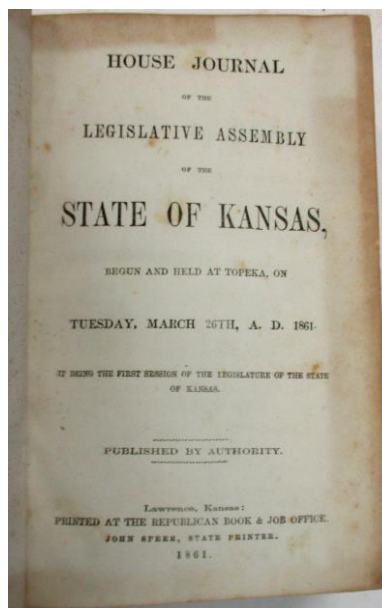 HOUSE JOURNAL
OF THE
LEGISLATIVE ASSEMBLY
OF THE
STATE OF KANSAS,
BEGUN AND HELD AT TOPEKA, ON
TUESDAY, MARCH 26TH, A. D. 1861.
IT BEING THE FIRST SESSION OF THE LEGISLATURE OF THE STATE
OF KANSAS.
PUBLISHED BY AUTHORITY.
Lawrence, Kansas:
PRINTED AT THE REPUBLICAN BOOK & JOB OFFICE.
JOHN SPEER, STATE PRINTER.
1861.